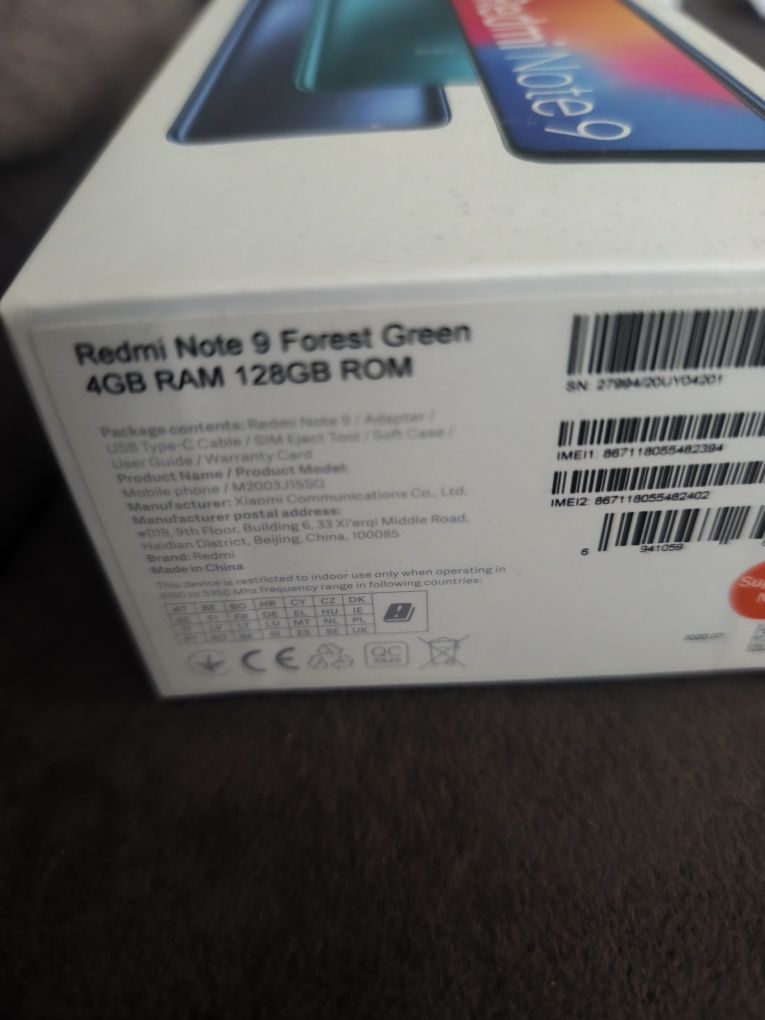 Redmi Note 9
Redmi Note 9 Forest Green
4GB RAM 128GB ROM
Package contents: Redmi Note 9 / Adapter /
USB Type-C Cable / SIM Eject Tool / Soft Case /
User Guide / Warranty Card
Product Name / Product Model:
Mobile phone / M2003J15SG
Manufacturer: Xiaomi Communications Co., Ltd.
Manufacturer postal address:
#019, 9th Floor, Building 6, 33 Xi'erqi Middle Road,
Haidian District, Beijing, China, 100085
Brand: Redmi
Made in China
This device is restricted to indoor use only when operating in
5150 to 5350 Mhz frequency range in following countries:
AT BE BG HR CY CZ DK
EE FI FR DE EL HU IE
IT LV LT LU MT NL PL
PT RO SK SI ES SE UK
CE
QC
PASS
SN: 27994/20UY04201
IMEI1: 867118055482394
IMEI2: 867118055482402
6 941059
2020.07